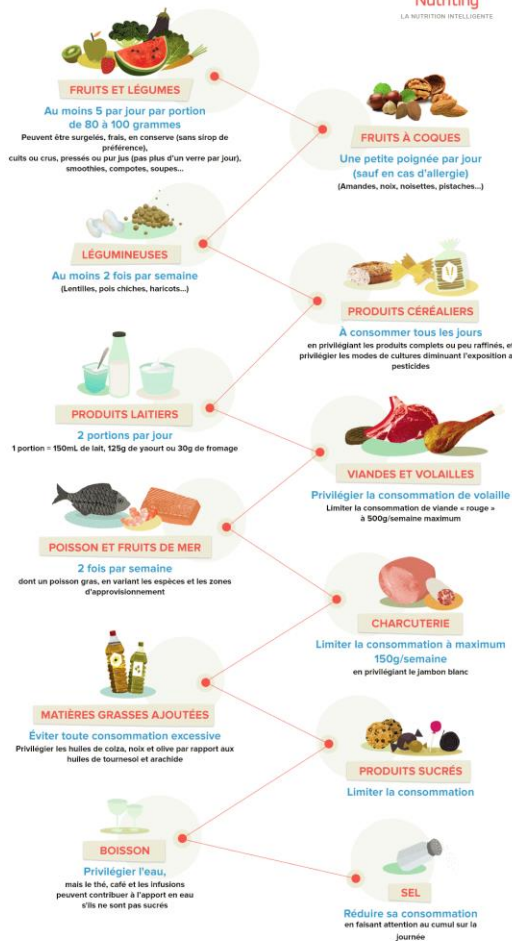 Nutriting
LA NUTRITION INTELLIGENTE
FRUITS ET LÉGUMES
Au moins 5 par jour par portion
de 80 à 100 grammes
Peuvent être surgelés, frais, en conserve (sans sirop de
préférence),
cuits ou crus, pressés ou pur jus (pas plus d'un verre par jour),
smoothies, compotes, soupes...
FRUITS À COQUES
Une petite poignée par jour
(sauf en cas d'allergie)
(Amandes, noix, noisettes, pistaches...)
LÉGUMINEUSES
Au moins 2 fois par semaine
(Lentilles, pois chiches, haricots...)
PRODUITS CÉRÉALIERS
À consommer tous les jours
en privilégiant les produits complets ou peu raffinés, et
privilégier les modes de cultures diminuant l'exposition a
pesticides
PRODUITS LAITIERS
2 portions par jour
1 portion = 150mL de lait, 125g de yaourt ou 30g de fromage
VIANDES ET VOLAILLES
Privilégier la consommation de volaille
Limiter la consommation de viande « rouge »
à 500g/semaine maximum
POISSON ET FRUITS DE MER
2 fois par semaine
dont un poisson gras, en variant les espèces et les zones
d'approvisionnement
CHARCUTERIE
Limiter la consommation à maximum
150g/semaine
en privilégiant le jambon blanc
MATIÈRES GRASSES AJOUTÉES
Éviter toute consommation excessive
Privilégier les huiles de colza, noix et olive par rapport aux
huiles de tournesol et arachide
PRODUITS SUCRÉS
Limiter la consommation
BOISSON
Privilégier l'eau,
mais le thé, café et les infusions
peuvent contribuer à l'apport en eau
s'ils ne sont pas sucrés
SEL
Réduire sa consommation
en faisant attention au cumul sur la
journée